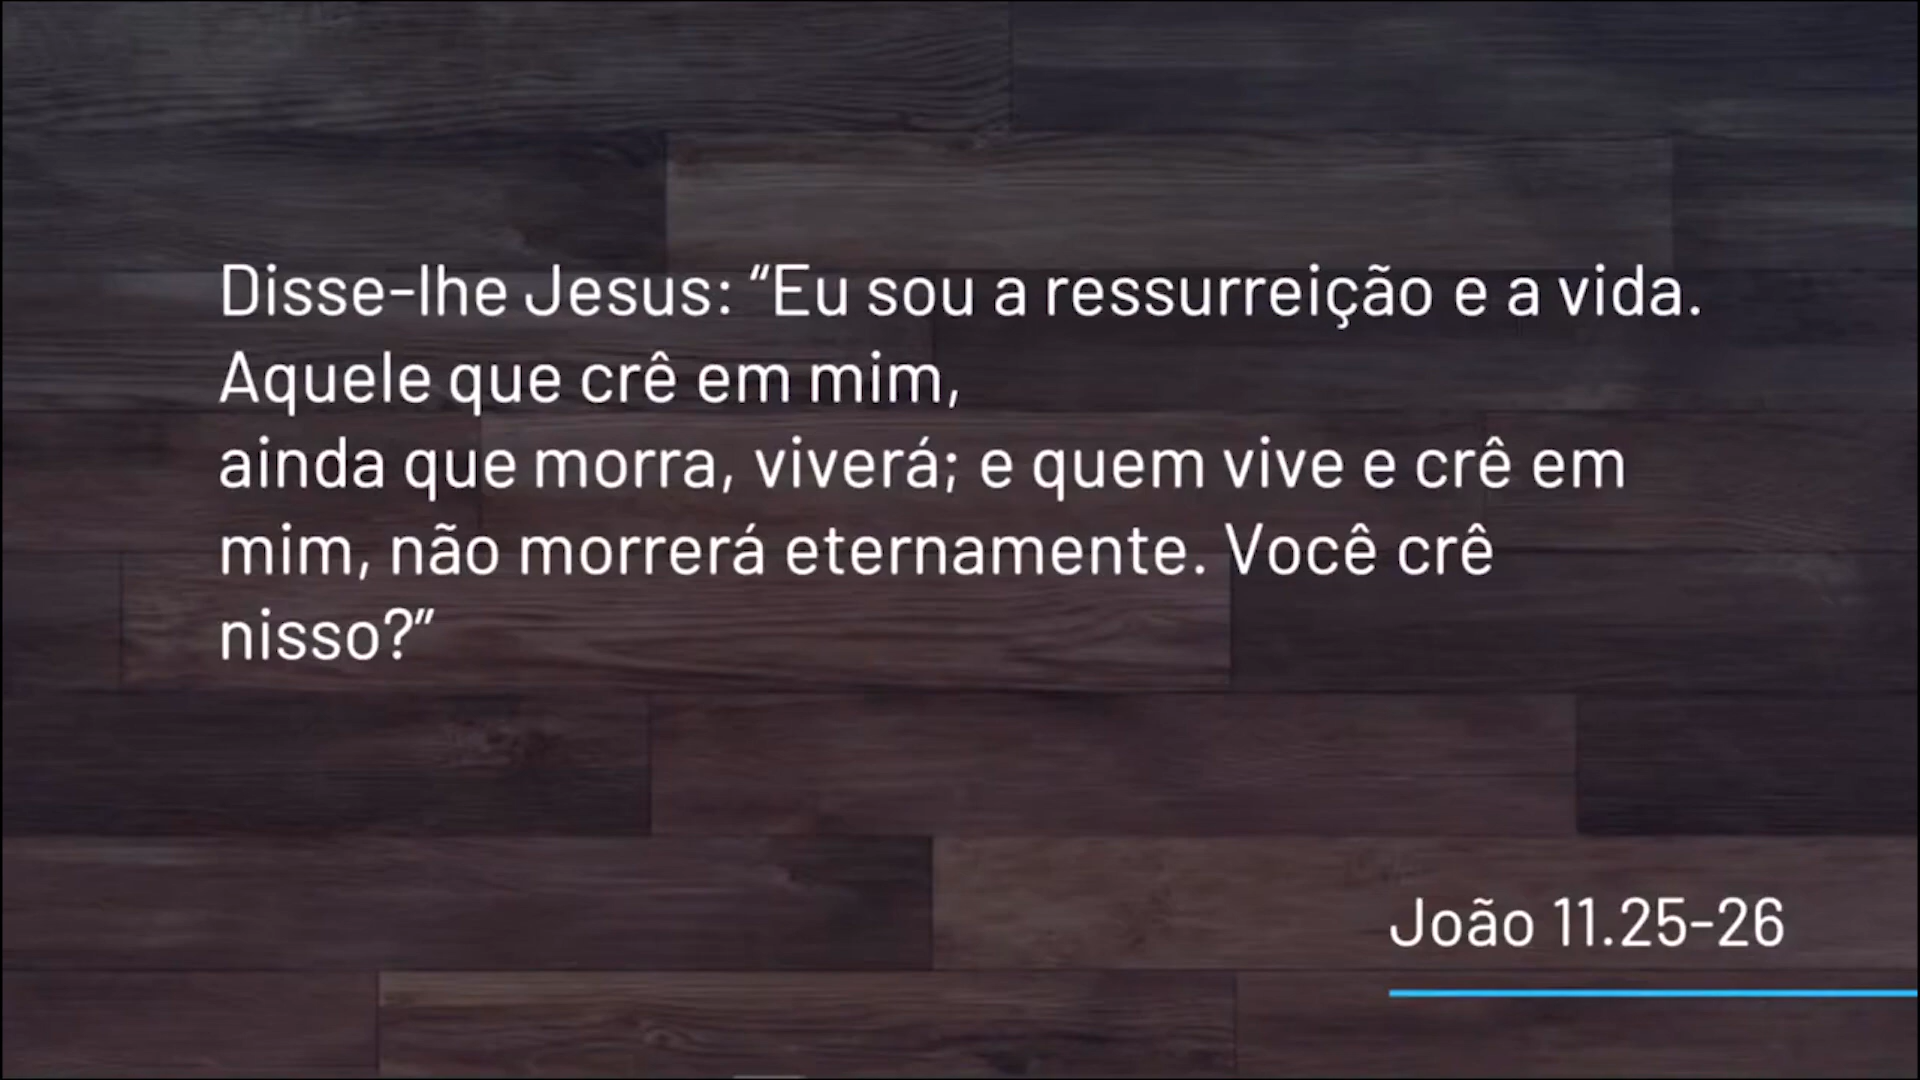 Disse-lhe Jesus: “Eu sou a ressurreição e a vida.
Aquele que crê em mim,
ainda que morra, viverá; e quem vive e crê em
mim, não morrerá eternamente. Você crê
nisso?”
João 11.25-26